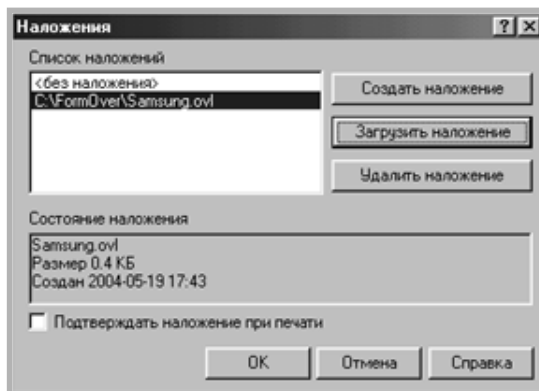 Наложения
Список наложений
<без наложения>
C:\FormOver\Samsung.ovl
Создать наложение
Загрузить наложение
Удалить наложение
Состояние наложения
Samsung.ovl
Размер 0.4 КБ
Создан 2004-05-19 17:43
Подтверждать наложение при печати
OK
Отмена
Справка